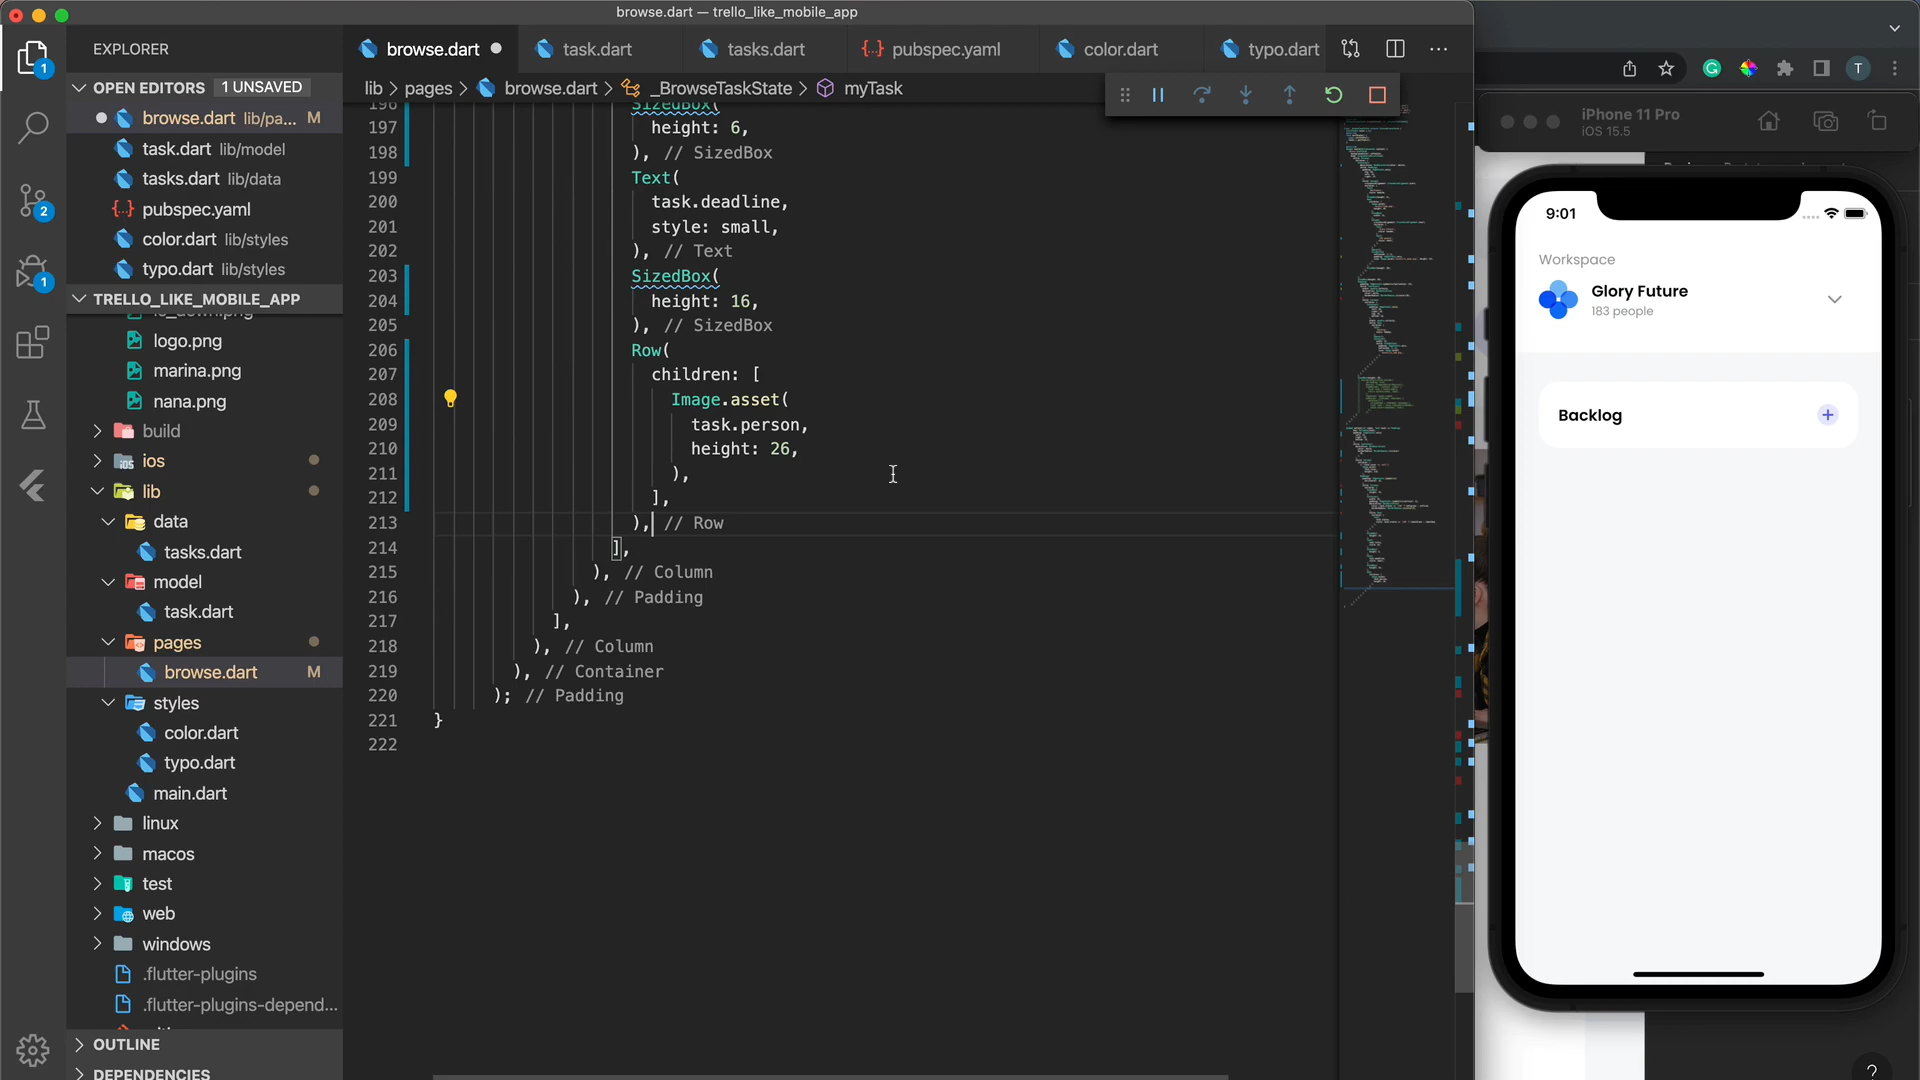 browse.dart — trello_like_mobile_app
EXPLORER
browse.dart
task.dart
tasks.dart
pubspec.yaml
color.dart
typo.dart
OPEN EDITORS
1 UNSAVED
browse.dart lib/pa... M
task.dart lib/model
tasks.dart lib/data
{..} pubspec.yaml
color.dart lib/styles
typo.dart lib/styles
TRELLO_LIKE_MOBILE_APP
logo.png
marina.png
nana.png
build
ios
lib
data
tasks.dart
model
task.dart
pages
browse.dart M
styles
color.dart
typo.dart
main.dart
linux
macos
test
web
windows
.flutter-plugins
.flutter-plugins-depend...
OUTLINE
DEPENDENCIES
1
2
1
lib > pages > browse.dart > _BrowseTaskState > myTask
196 SizedBox(
197 height: 6,
198 ), // SizedBox
199 Text(
200 task.deadline,
201 style: small,
202 ), // Text
203 SizedBox(
204 height: 16,
205 ), // SizedBox
206 Row(
207 children: [
208 Image.asset(
209 task.person,
210 height: 26,
211 ),
212 ],
213 ), // Row
214 ],
215 ), // Column
216 ), // Padding
217 ],
218 ), // Column
219 ), // Container
220 ); // Padding
221 }
222
T
iPhone 11 Pro
iOS 15.5
9:01
Workspace
Glory Future
183 people
Backlog
+
?